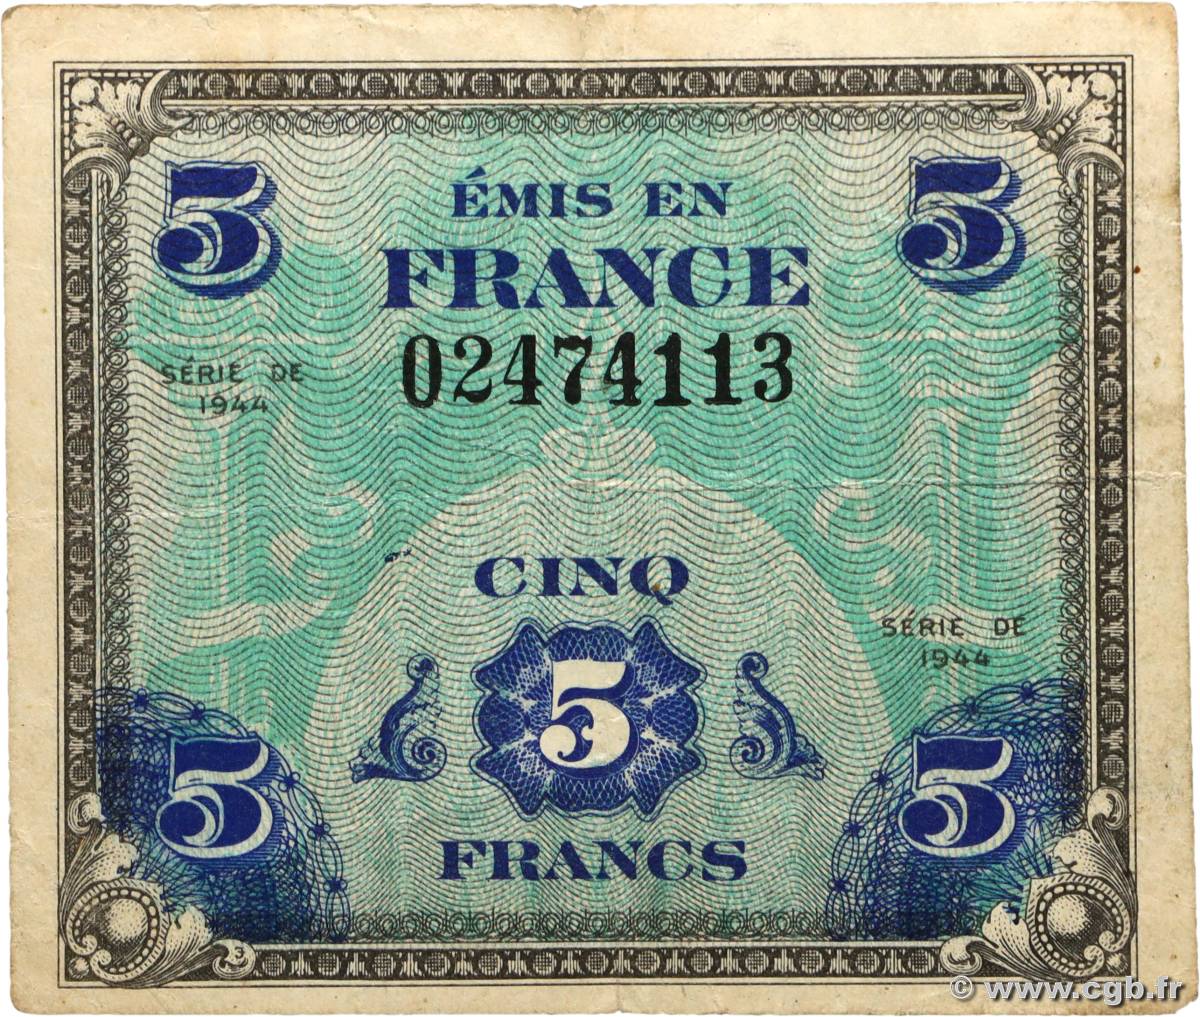 5 ÉMIS EN 5
FRANCE
02474113
SÉRIE DE
1944
CINQ
SÉRIE DE
1944
5
5 5
FRANCS
© www.cgb.fr